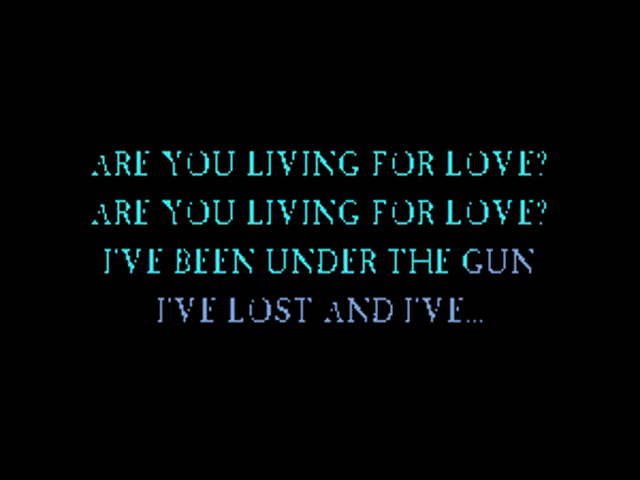 ARE YOU LIVING FOR LOVE?
ARE YOU LIVING FOR LOVE?
I'VE BEEN UNDER THE GUN
I'VE LOST AND I'VE...